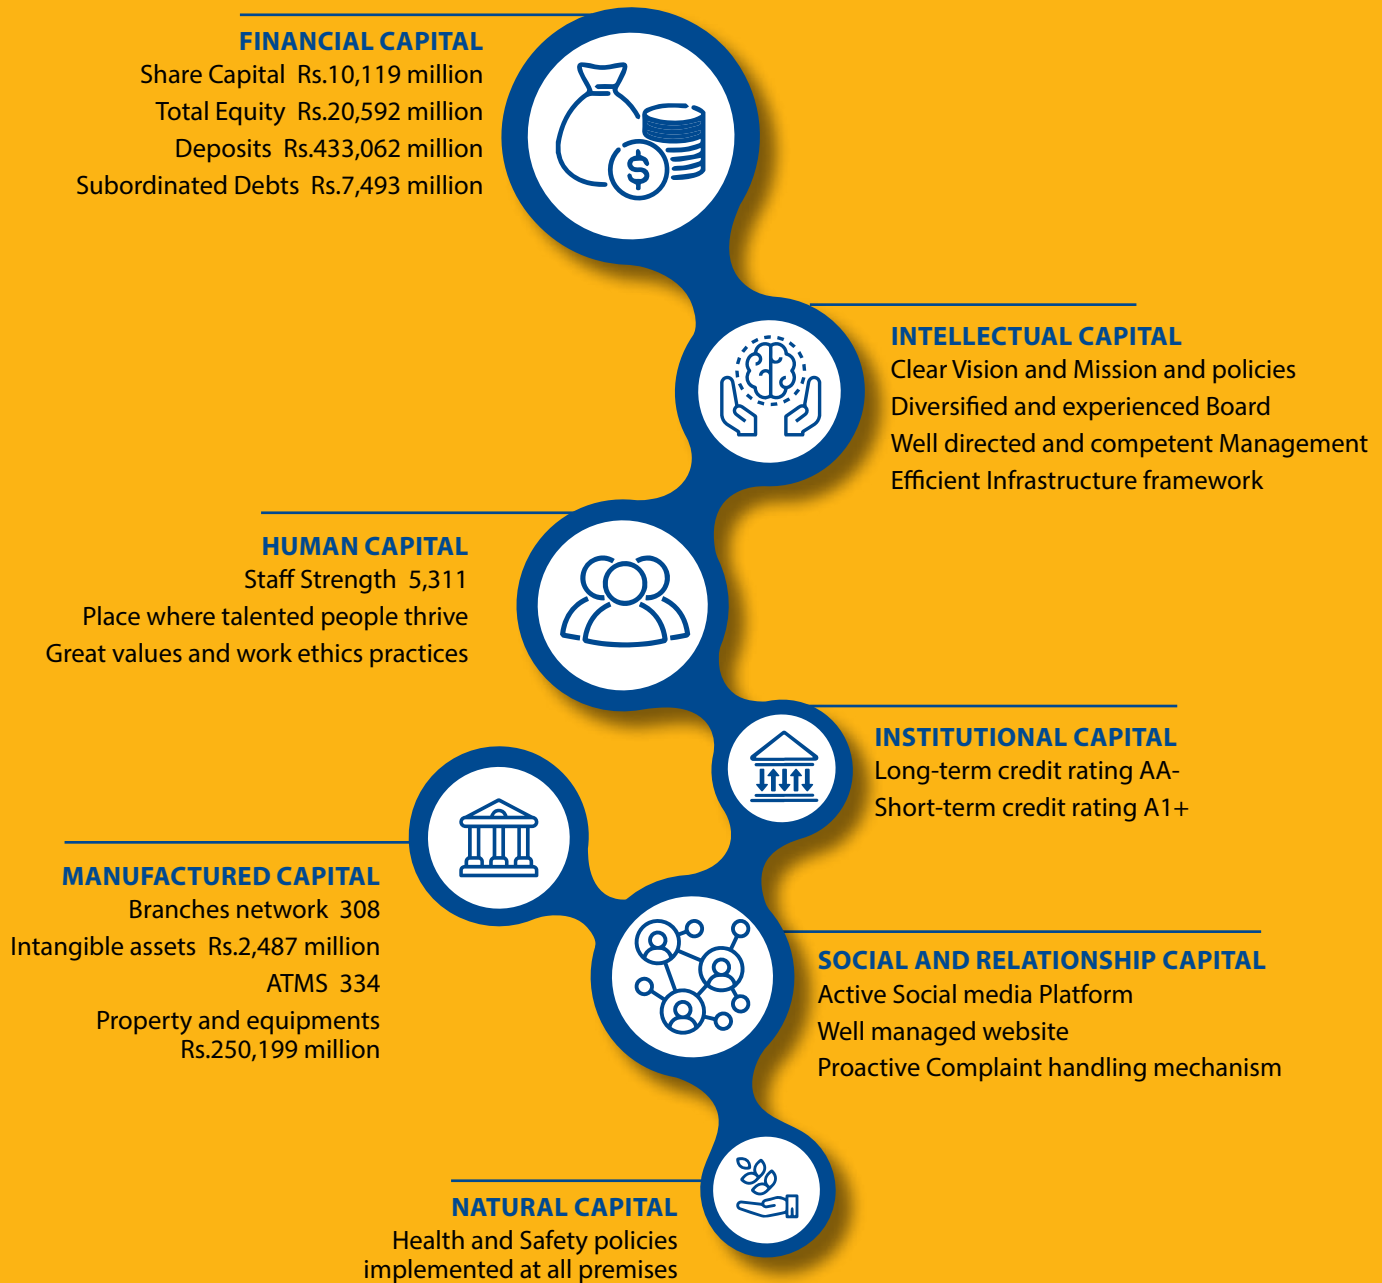 FINANCIAL CAPITAL
Share Capital Rs.10,119 million
Total Equity Rs.20,592 million
Deposits Rs.433,062 million
Subordinated Debts Rs.7,493 million
$
INTELLECTUAL CAPITAL
Clear Vision and Mission and policies
Diversified and experienced Board
Well directed and competent Management
Efficient Infrastructure framework
HUMAN CAPITAL
Staff Strength 5,311
Place where talented people thrive
Great values and work ethics practices
INSTITUTIONAL CAPITAL
Long-term credit rating AA-
Short-term credit rating A1+
MANUFACTURED CAPITAL
Branches network 308
Intangible assets Rs.2,487 million
ATMS 334
Property and equipments
Rs.250,199 million
SOCIAL AND RELATIONSHIP CAPITAL
Active Social media Platform
Well managed website
Proactive Complaint handling mechanism
NATURAL CAPITAL
Health and Safety policies
implemented at all premises